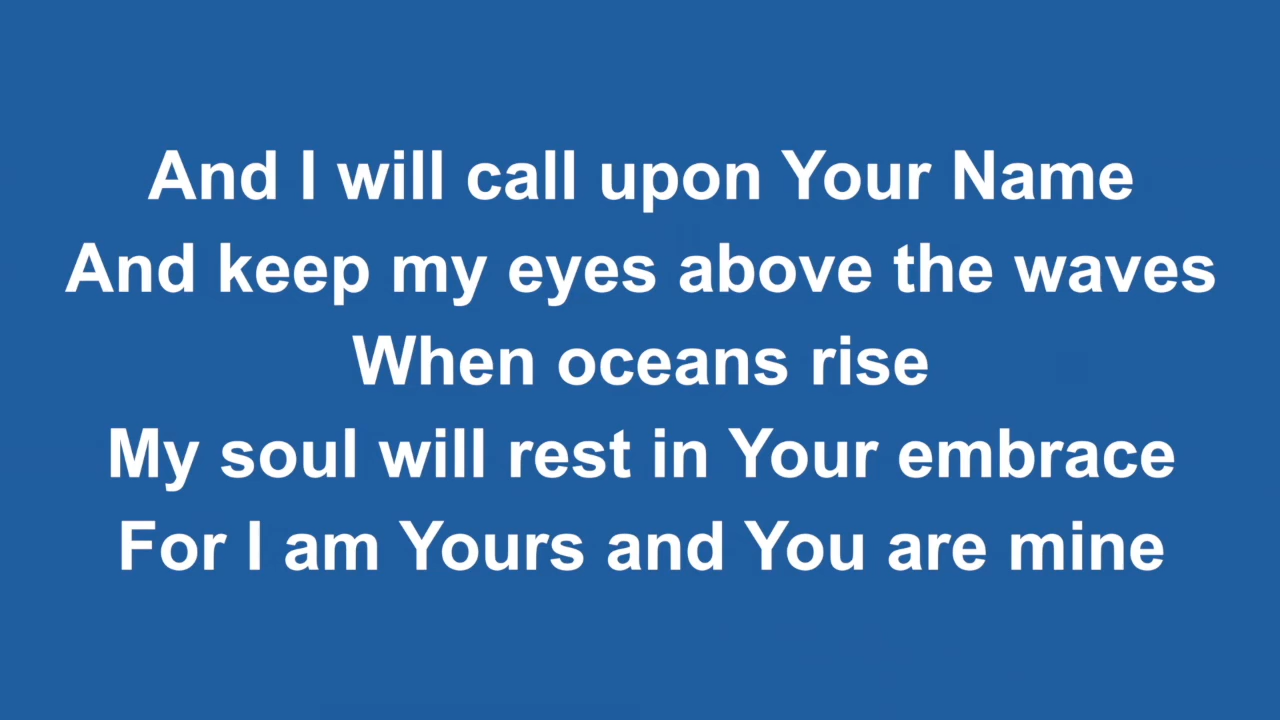 And I will call upon Your Name
And keep my eyes above the waves
When oceans rise
My soul will rest in Your embrace
For I am Yours and You are mine